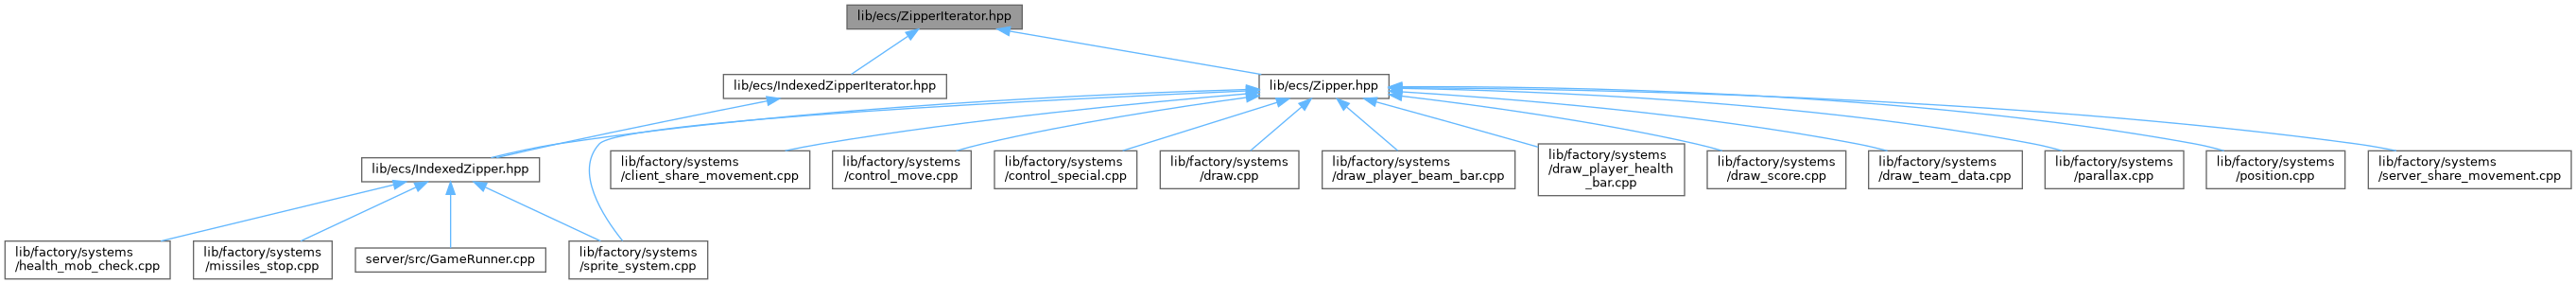 lib/ecs/ZipperIterator.hpp
lib/ecs/IndexedZipperIterator.hpp
lib/ecs/Zipper.hpp
lib/ecs/IndexedZipper.hpp
lib/factory/systems
/client_share_movement.cpp
lib/factory/systems
/control_move.cpp
lib/factory/systems
/control_special.cpp
lib/factory/systems
/draw.cpp
lib/factory/systems
/draw_player_beam_bar.cpp
lib/factory/systems
/draw_player_health
_bar.cpp
lib/factory/systems
/draw_score.cpp
lib/factory/systems
/draw_team_data.cpp
lib/factory/systems
/parallax.cpp
lib/factory/systems
/position.cpp
lib/factory/systems
/server_share_movement.cpp
lib/factory/systems
/health_mob_check.cpp
lib/factory/systems
/missiles_stop.cpp
server/src/GameRunner.cpp
lib/factory/systems
/sprite_system.cpp